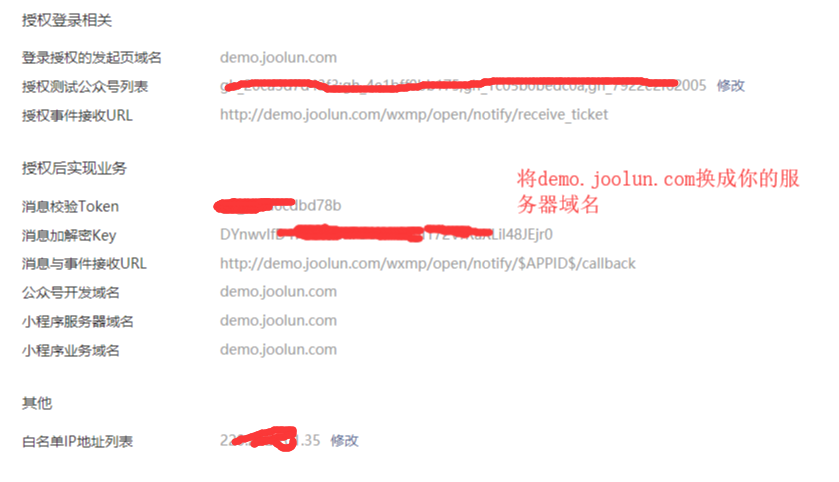 授权登录相关
登录授权的发起页域名 demo.joolun.com
授权测试公众号列表 2005 修改
授权事件接收URL http://demo.joolun.com/wxmp/open/notify/receive_ticket
授权后实现业务
将demo.joolun.com换成你的服
务器域名
消息校验Token cdbd78b
消息加解密Key DYnwvIf LiI48JEjr0
消息与事件接收URL http://demo.joolun.com/wxmp/open/notify/$APPID$/callback
公众号开发域名 demo.joolun.com
小程序服务器域名 demo.joolun.com
小程序业务域名 demo.joolun.com
其他
白名单IP地址列表 .35 修改